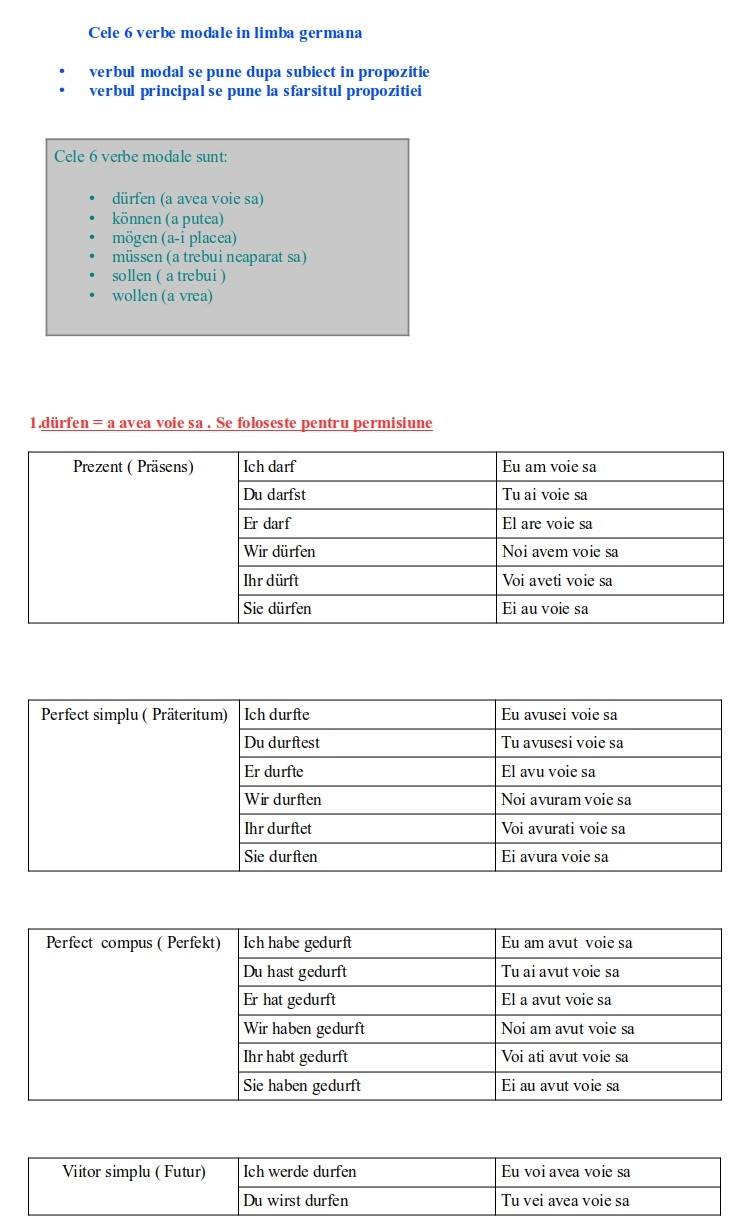 Cele 6 verbe modale in limba germana
• verbul modal se pune dupa subiect in propozitie
• verbul principal se pune la sfarsitul propozitiei
Cele 6 verbe modale sunt:
• dürfen (a avea voie sa)
• können (a putea)
• mögen (a-i placea)
• müssen (a trebui neaparat sa)
• sollen ( a trebui )
• wollen (a vrea)
1.dürfen = a avea voie sa . Se foloseste pentru permisiune
Prezent ( Präsens) Ich darf Eu am voie sa
Du darfst Tu ai voie sa
Er darf El are voie sa
Wir dürfen Noi avem voie sa
Ihr dürft Voi aveti voie sa
Sie dürfen Ei au voie sa
Perfect simplu ( Präteritum) Ich durfte Eu avusei voie sa
Du durftest Tu avusesi voie sa
Er durfte El avu voie sa
Wir durften Noi avuram voie sa
Ihr durftet Voi avurati voie sa
Sie durften Ei avura voie sa
Perfect compus ( Perfekt) Ich habe gedurft Eu am avut voie sa
Du hast gedurft Tu ai avut voie sa
Er hat gedurft El a avut voie sa
Wir haben gedurft Noi am avut voie sa
Ihr habt gedurft Voi ati avut voie sa
Sie haben gedurft Ei au avut voie sa
Viitor simplu ( Futur) Ich werde durfen Eu voi avea voie sa
Du wirst durfen Tu vei avea voie sa